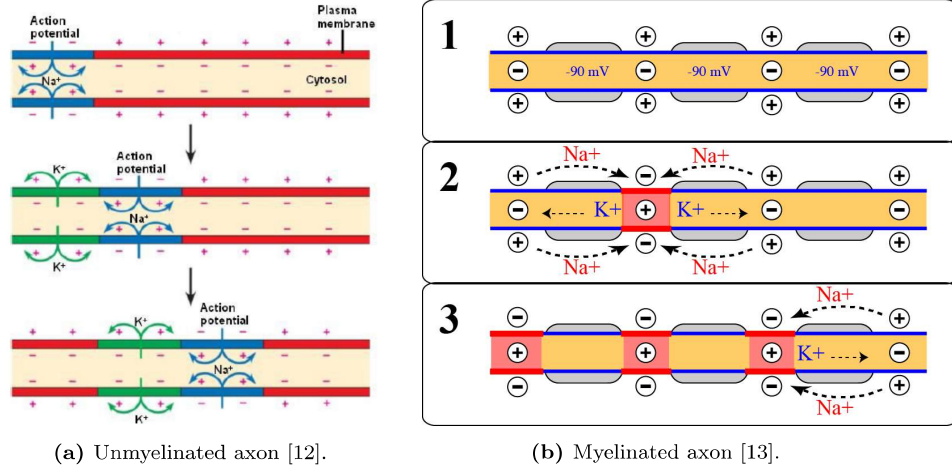 Action
potential
Plasma
membrane
Na⁺
Cytosol
K⁺
Action
potential
Na⁺
K⁺
K⁺
Action
potential
Na⁺
K⁺
(a) Unmyelinated axon [12].
1
-90 mV -90 mV -90 mV
2
Na+ Na+
K+ K+
Na+ Na+
3
Na+
K+
Na+
(b) Myelinated axon [13].